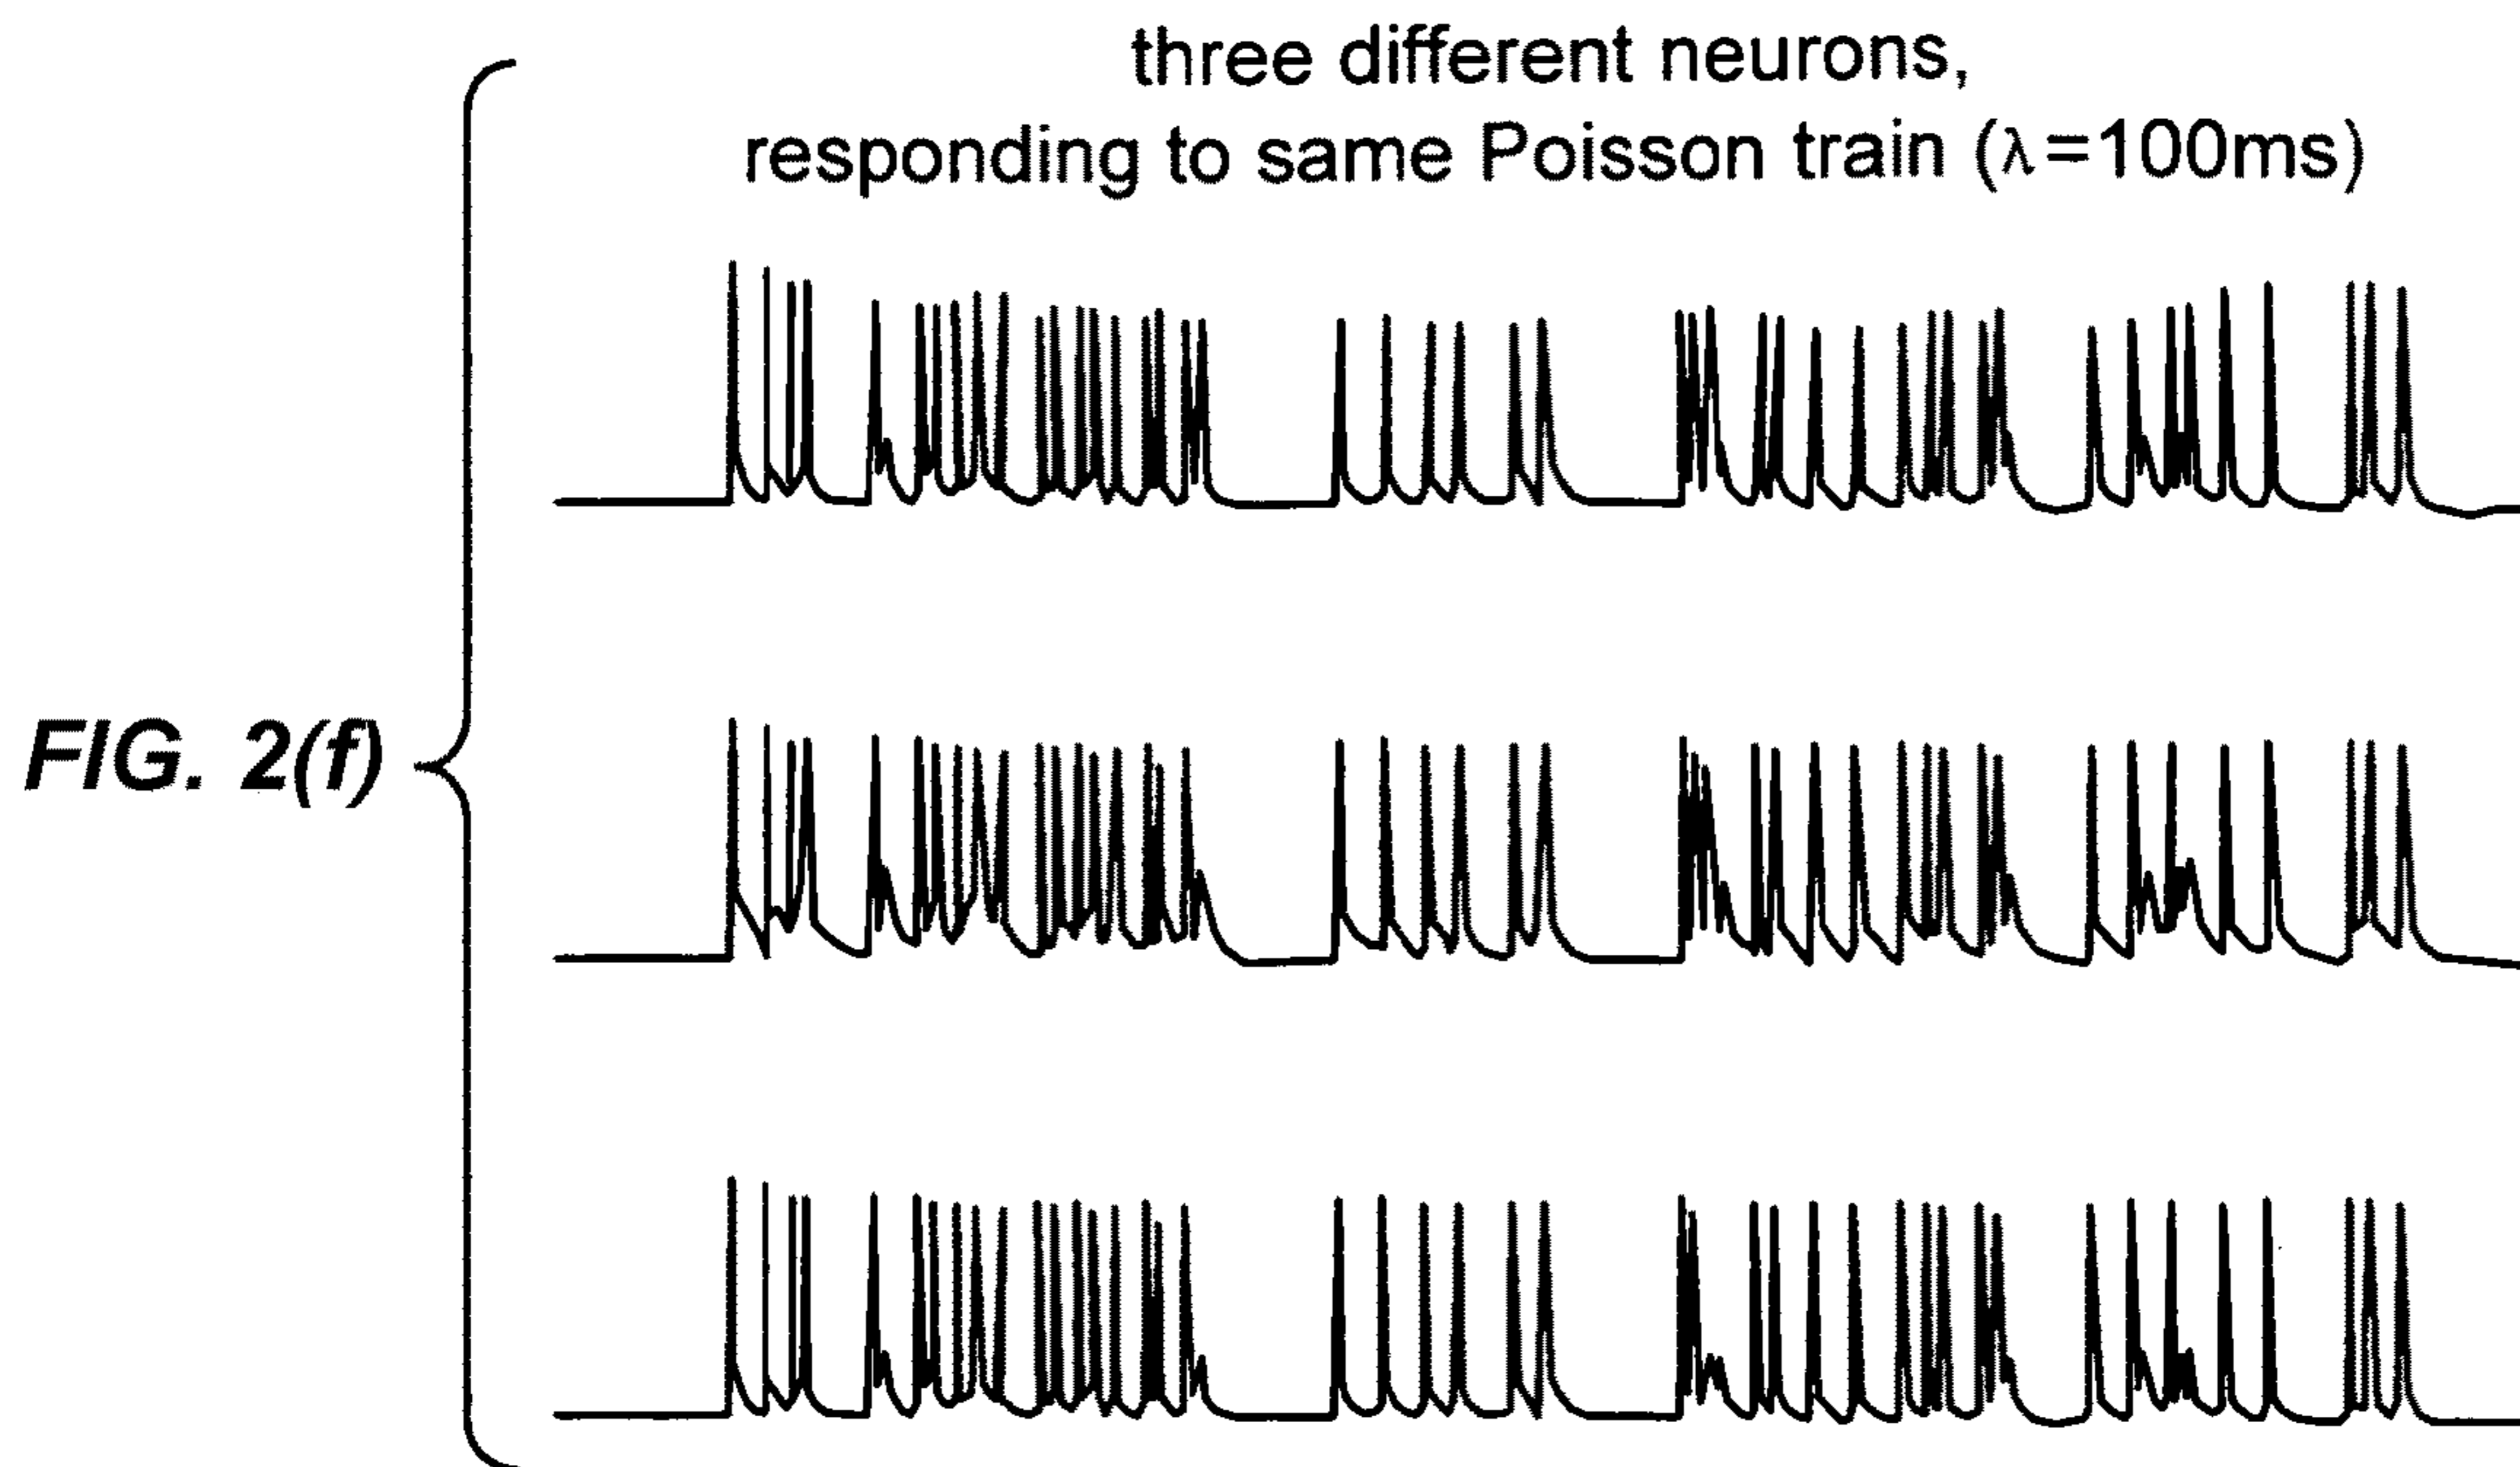 three different neurons,
responding to same Poisson train (λ=100ms)
FIG. 2(f)